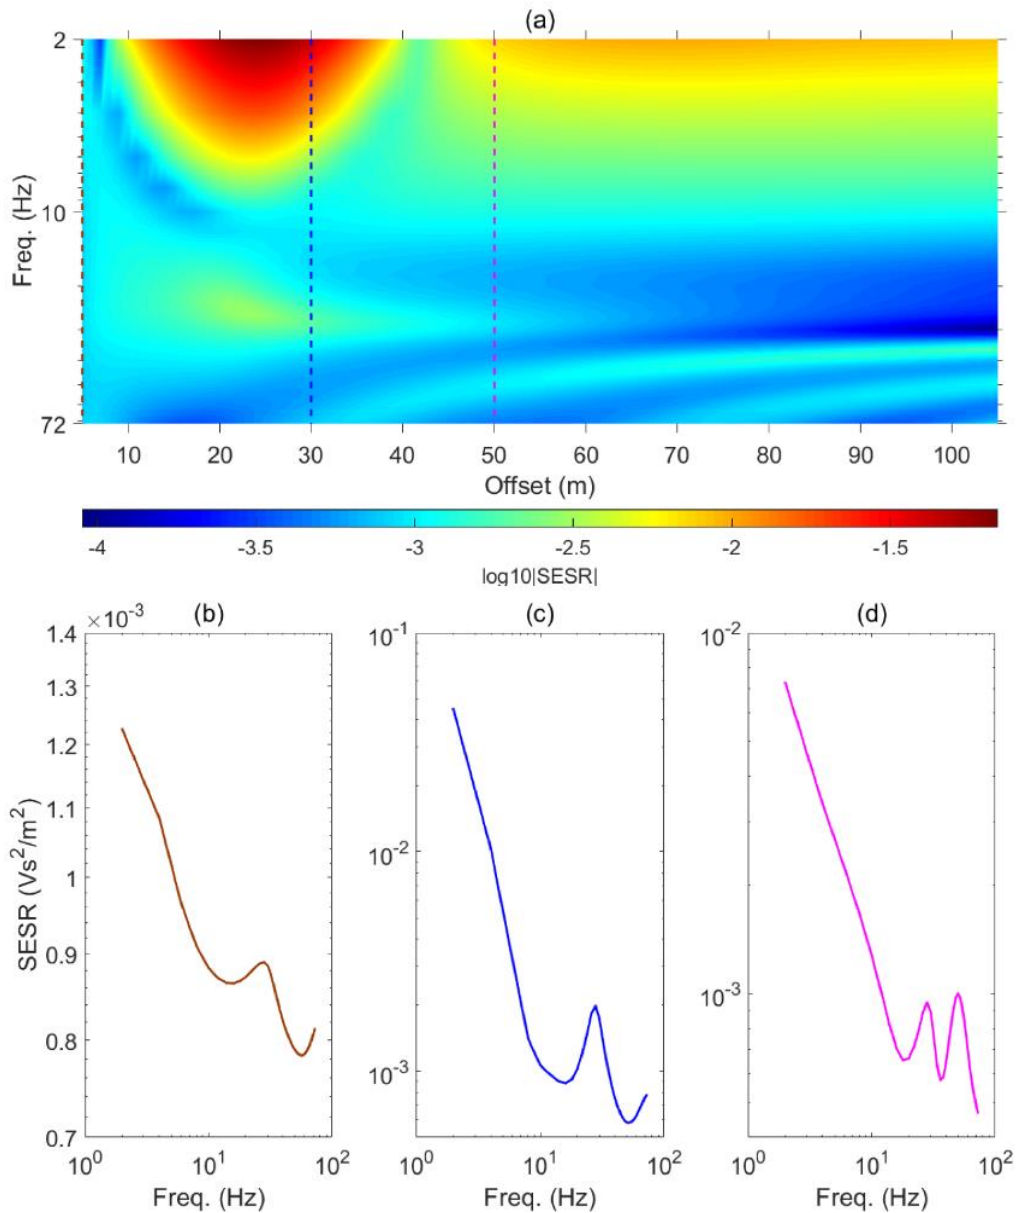 (a)
2
10
72
Freq. (Hz)
10 20 30 40 50 60 70 80 90 100
Offset (m)
-4 -3.5 -3 -2.5 -2 -1.5
log10|SESR|
(b) (c) (d)
×10⁻³
1.4
1.3
1.2
1.1
1
0.9
0.8
0.7
SESR (Vs²/m²)
10⁰ 10¹ 10²
Freq. (Hz)
10⁻¹
10⁻²
10⁻³
10⁰ 10¹ 10²
Freq. (Hz)
10⁻²
10⁻³
10⁰ 10¹ 10²
Freq. (Hz)